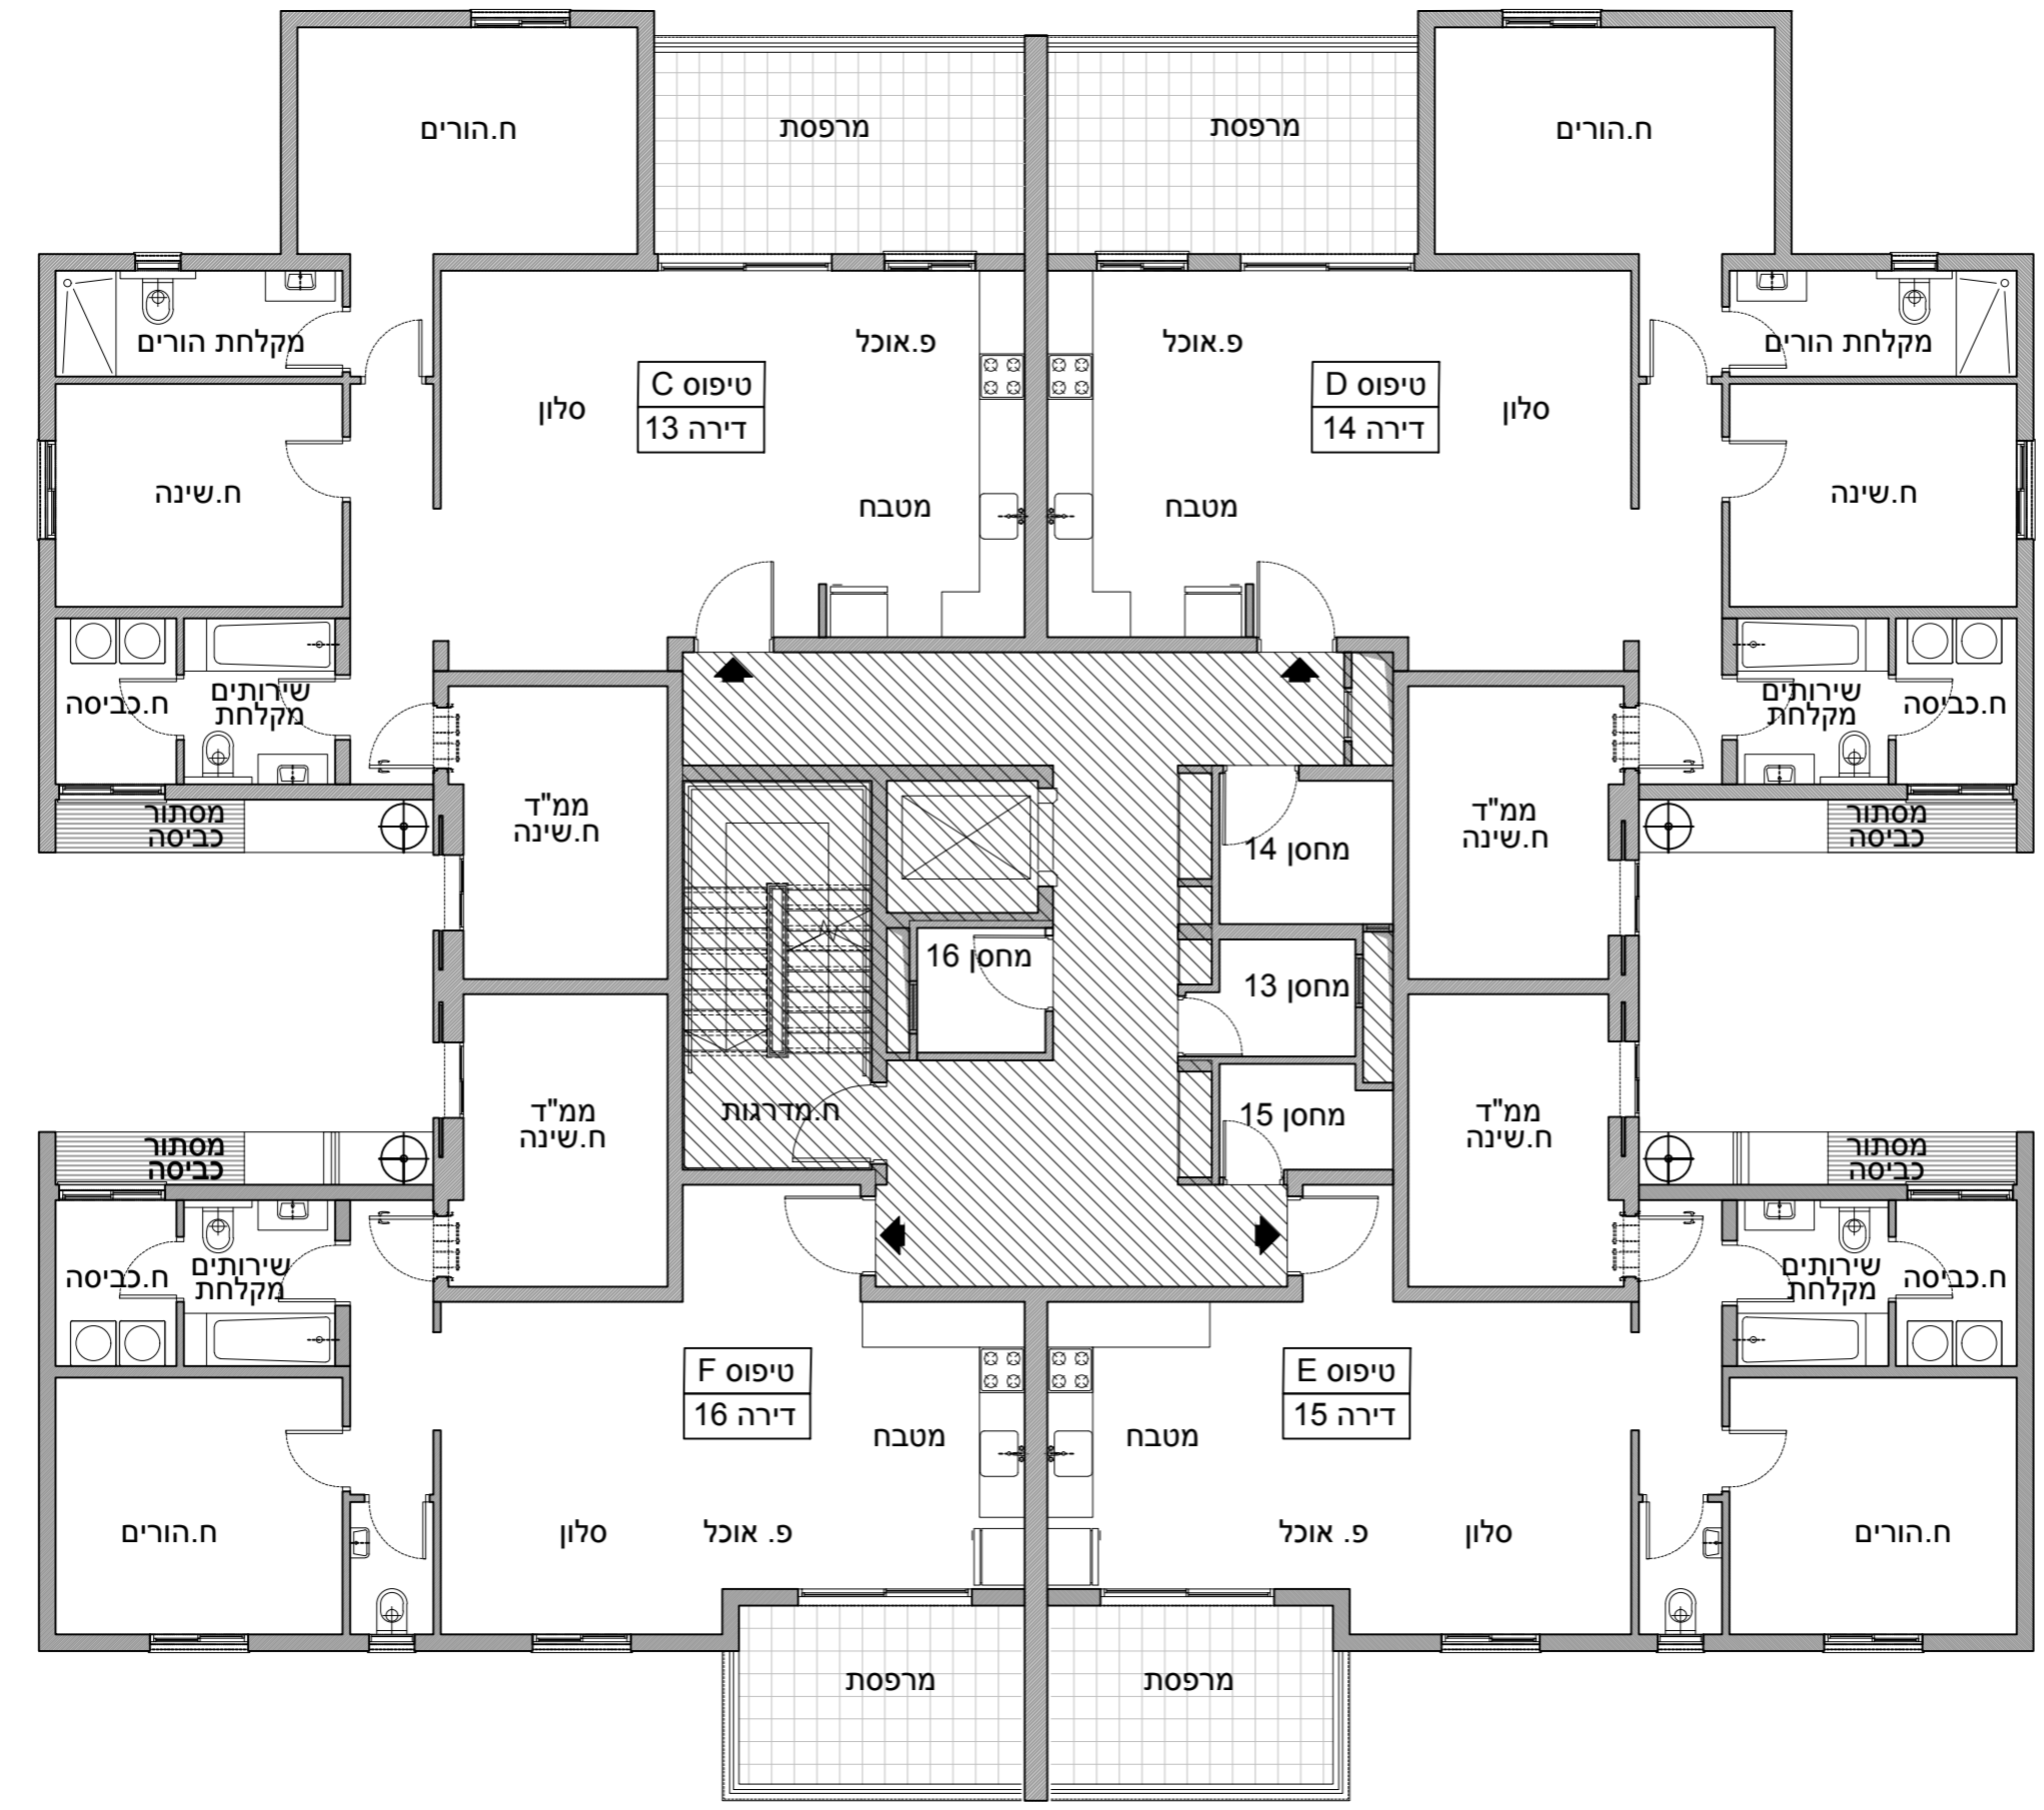 ח.הורים
מרפסת
מרפסת
ח.הורים
מקלחת הורים
פ.אוכל
פ.אוכל
מקלחת הורים
טיפוס C
דירה 13
טיפוס D
דירה 14
סלון
סלון
ח.שינה
מטבח
מטבח
ח.שינה
ח.כביסה
שירותים
מקלחת
שירותים
מקלחת
ח.כביסה
מסתור
כביסה
ממ"ד
ח.שינה
ממ"ד
ח.שינה
מסתור
כביסה
מחסן 14
מחסן 16
מחסן 13
מחסן 15
ח.מדרגות
מסתור
כביסה
ממ"ד
ח.שינה
ממ"ד
ח.שינה
מסתור
כביסה
ח.כביסה
שירותים
מקלחת
שירותים
מקלחת
ח.כביסה
טיפוס F
דירה 16
טיפוס E
דירה 15
מטבח
מטבח
ח.הורים
סלון
פ. אוכל
פ. אוכל
סלון
ח.הורים
מרפסת
מרפסת